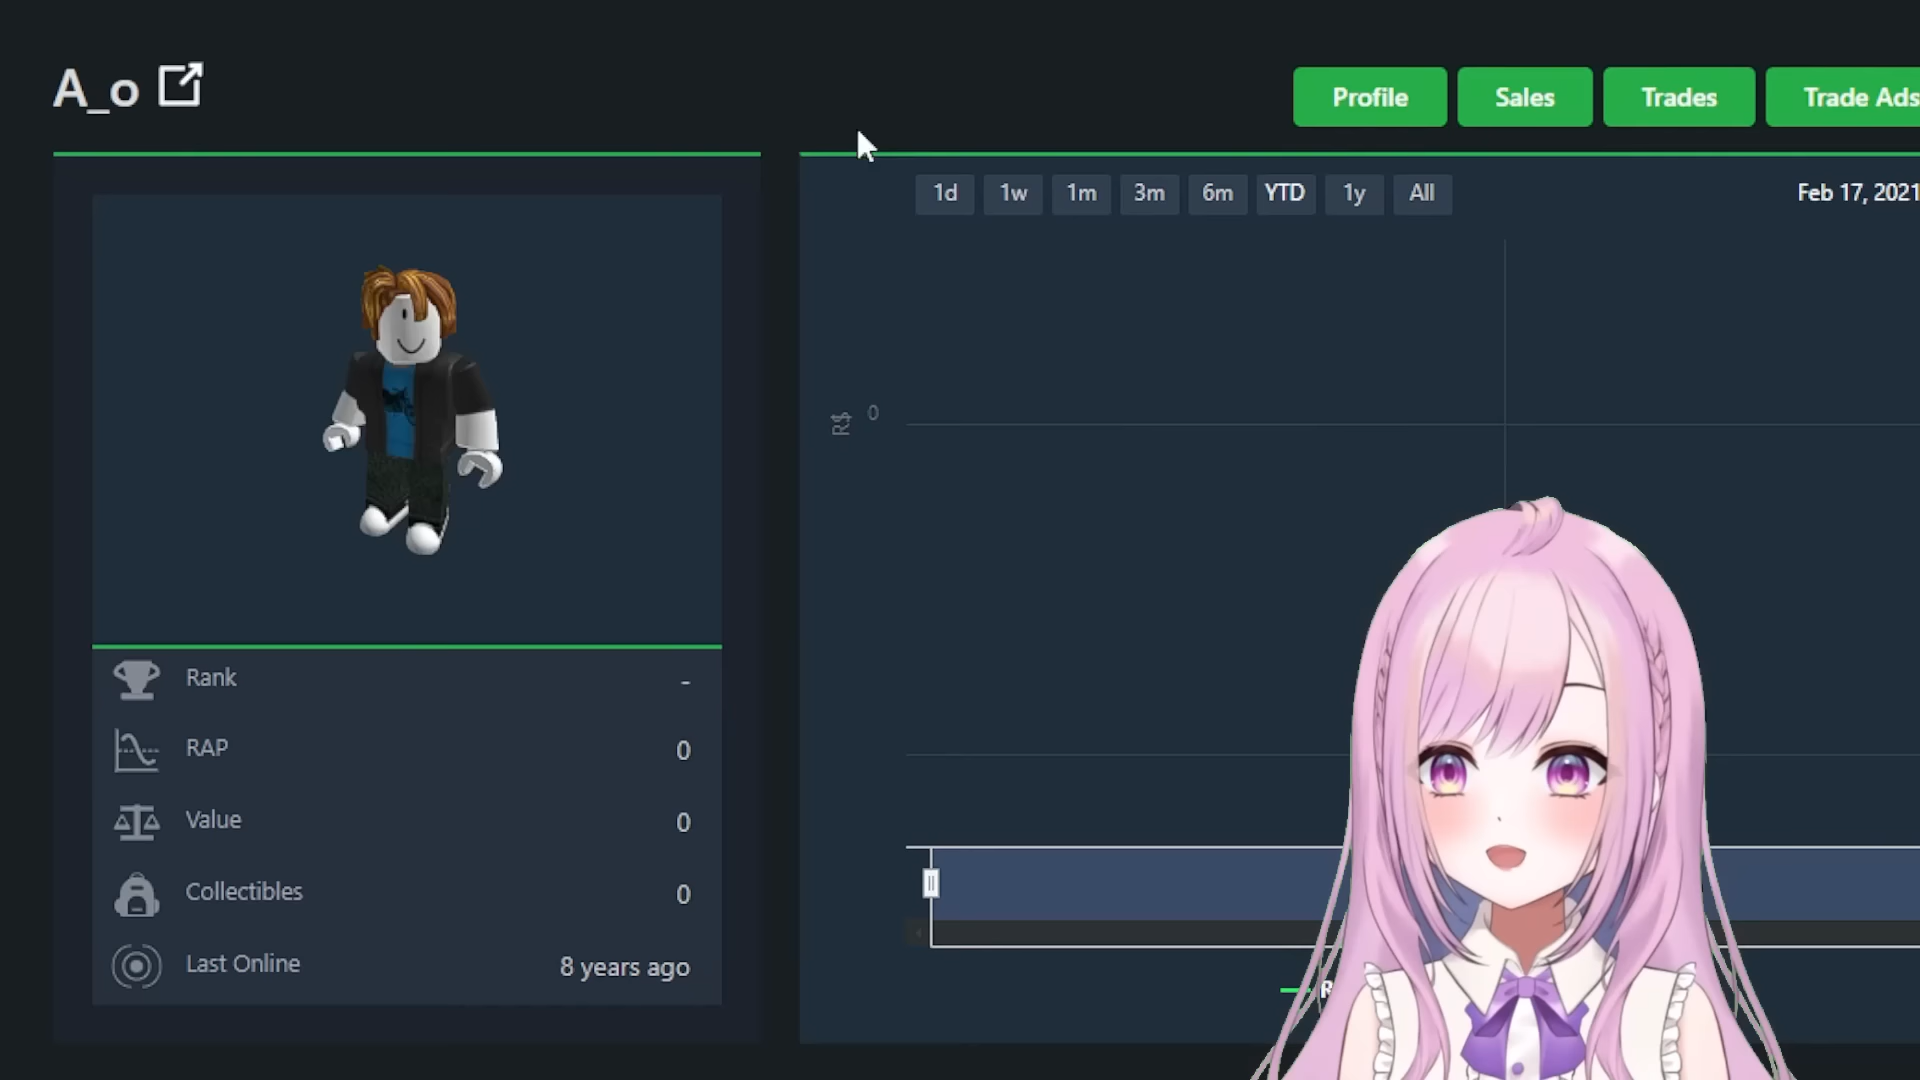 A_o
Profile
Sales
Trades
Trade Ads
1d
1w
1m
3m
6m
YTD
1y
All
Feb 17, 2021
R$
0
Rank
-
RAP
0
Value
0
Collectibles
0
Last Online
8 years ago